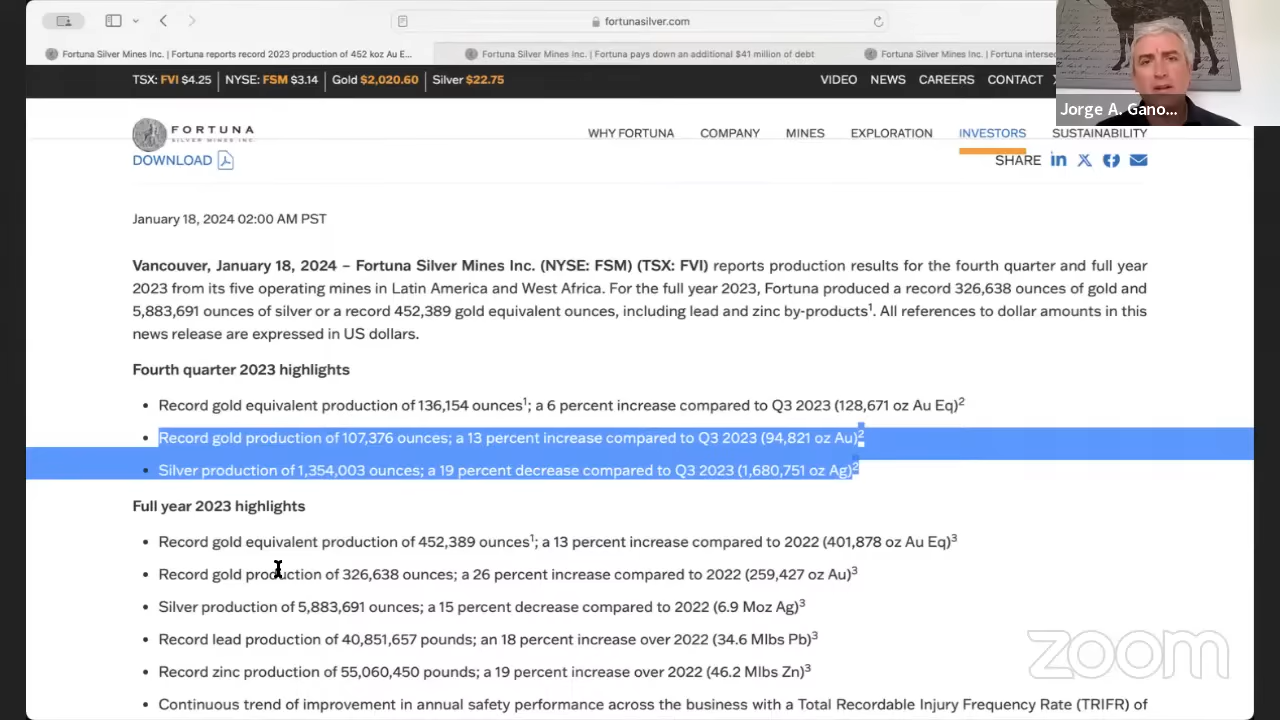 fortunasilver.com
Fortuna Silver Mines Inc. | Fortuna reports record 2023 production of 452 koz Au E...
Fortuna Silver Mines Inc. | Fortuna pays down an additional $41 million of debt
Fortuna Silver Mines Inc. | Fortuna interse
TSX: FVI $4.25 | NYSE: FSM $3.14 | Gold $2,020.60 | Silver $22.75
VIDEO NEWS CAREERS CONTACT
Jorge A. Gano...
FORTUNA
SILVER MINES INC.
WHY FORTUNA COMPANY MINES EXPLORATION INVESTORS SUSTAINABILITY
DOWNLOAD
SHARE
January 18, 2024 02:00 AM PST
Vancouver, January 18, 2024 – Fortuna Silver Mines Inc. (NYSE: FSM) (TSX: FVI) reports production results for the fourth quarter and full year
2023 from its five operating mines in Latin America and West Africa. For the full year 2023, Fortuna produced a record 326,638 ounces of gold and
5,883,691 ounces of silver or a record 452,389 gold equivalent ounces, including lead and zinc by-products¹. All references to dollar amounts in this
news release are expressed in US dollars.
Fourth quarter 2023 highlights
• Record gold equivalent production of 136,154 ounces¹; a 6 percent increase compared to Q3 2023 (128,671 oz Au Eq)²
• Record gold production of 107,376 ounces; a 13 percent increase compared to Q3 2023 (94,821 oz Au)²
• Silver production of 1,354,003 ounces; a 19 percent decrease compared to Q3 2023 (1,680,751 oz Ag)²
Full year 2023 highlights
• Record gold equivalent production of 452,389 ounces¹; a 13 percent increase compared to 2022 (401,878 oz Au Eq)³
• Record gold production of 326,638 ounces; a 26 percent increase compared to 2022 (259,427 oz Au)³
• Silver production of 5,883,691 ounces; a 15 percent decrease compared to 2022 (6.9 Moz Ag)³
• Record lead production of 40,851,657 pounds; an 18 percent increase over 2022 (34.6 Mlbs Pb)³
• Record zinc production of 55,060,450 pounds; a 19 percent increase over 2022 (46.2 Mlbs Zn)³
• Continuous trend of improvement in annual safety performance across the business with a Total Recordable Injury Frequency Rate (TRIFR) of
zoom